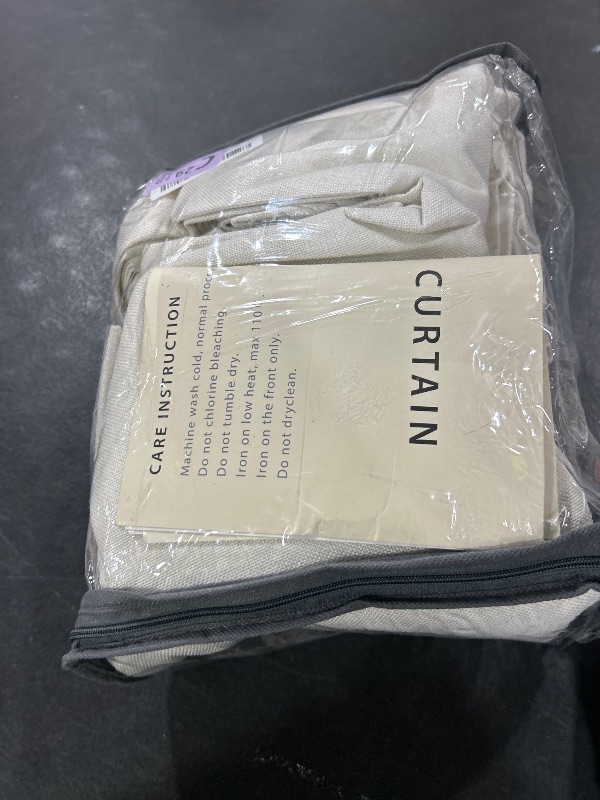 CURTAIN
CARE INSTRUCTION
Machine wash cold, normal
Do not chlorine bleaching.
Do not tumble dry.
Iron on low heat, max 110
Iron on the front only.
Do not dryclean.